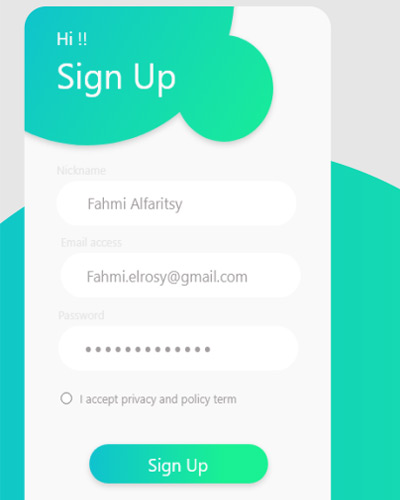 Hi !!
Sign Up
Nickname
Fahmi Alfaritsy
Email access
Fahmi.elrosy@gmail.com
Password
•••••••••••••
I accept privacy and policy term
Sign Up